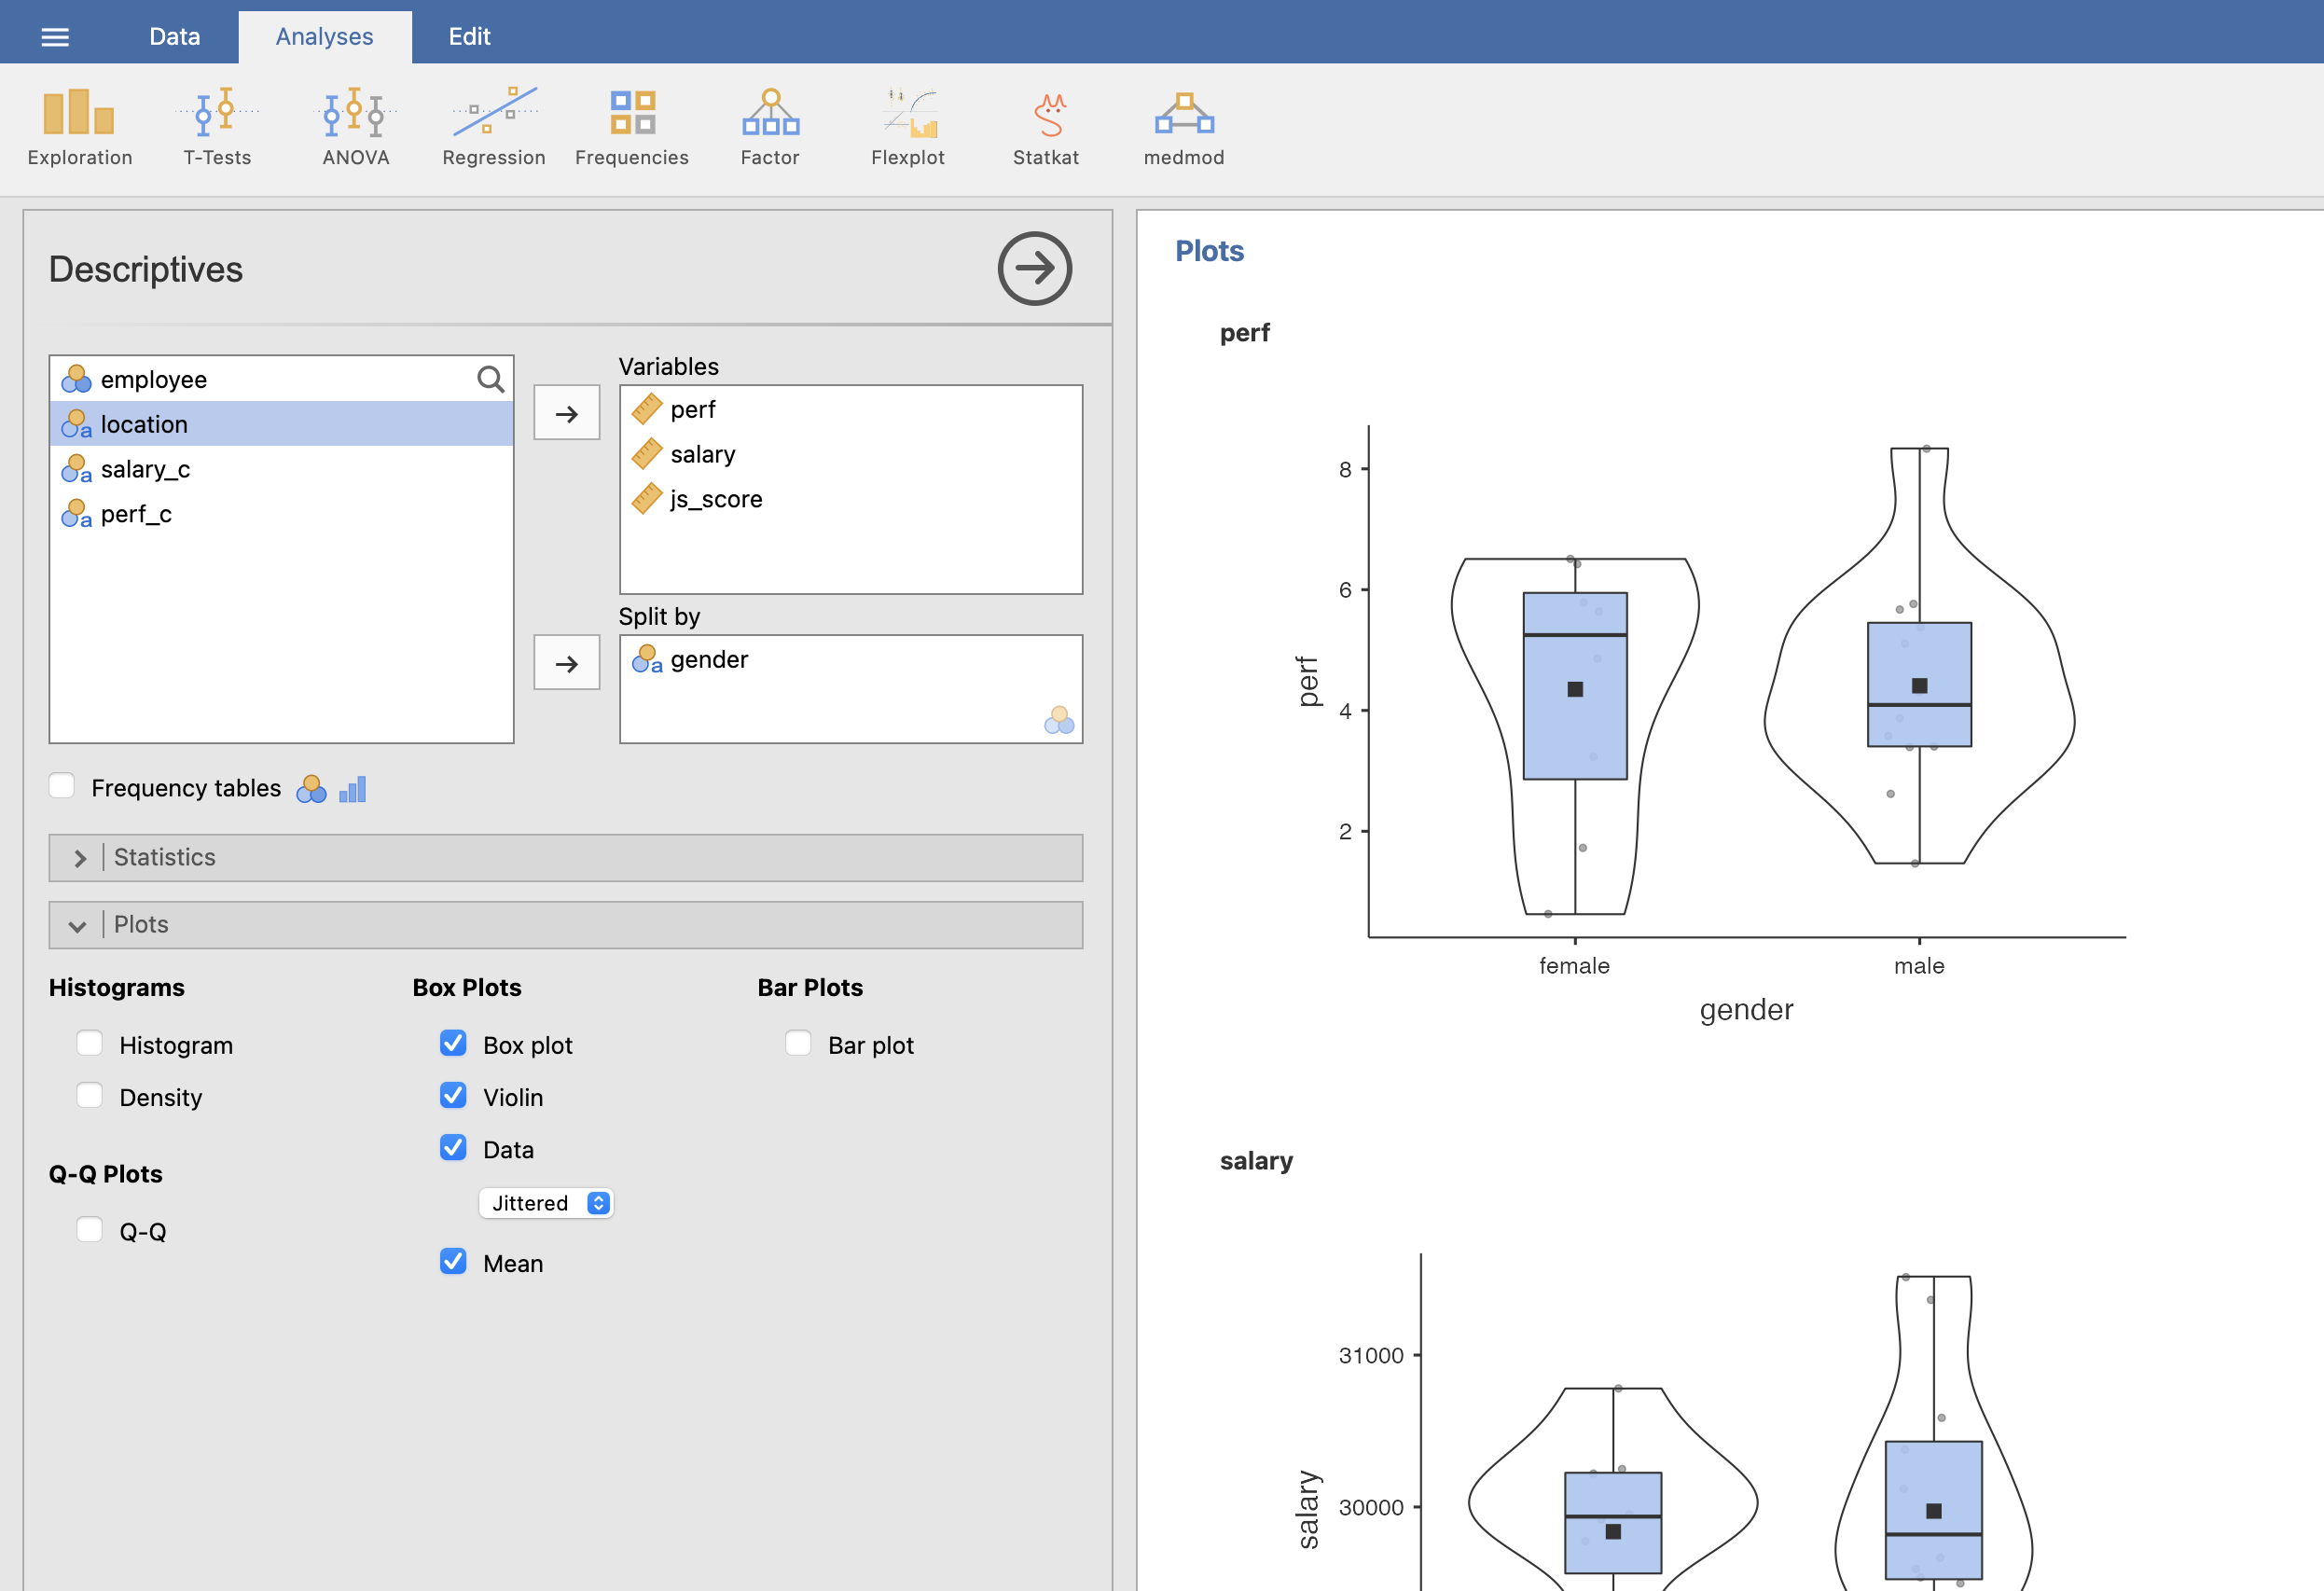 Data Analyses Edit
Exploration T-Tests ANOVA Regression Frequencies Factor Flexplot Statkat medmod
Descriptives
employee
location
salary_c
perf_c
Variables
perf
salary
js_score
Split by
gender
Frequency tables
Statistics
Plots
Histograms
Histogram
Density
Q-Q Plots
Q-Q
Box Plots
Box plot
Violin
Data
Jittered
Mean
Bar Plots
Bar plot
Plots
perf
8
6
4
2
perf
female male
gender
salary
31000
30000
salary